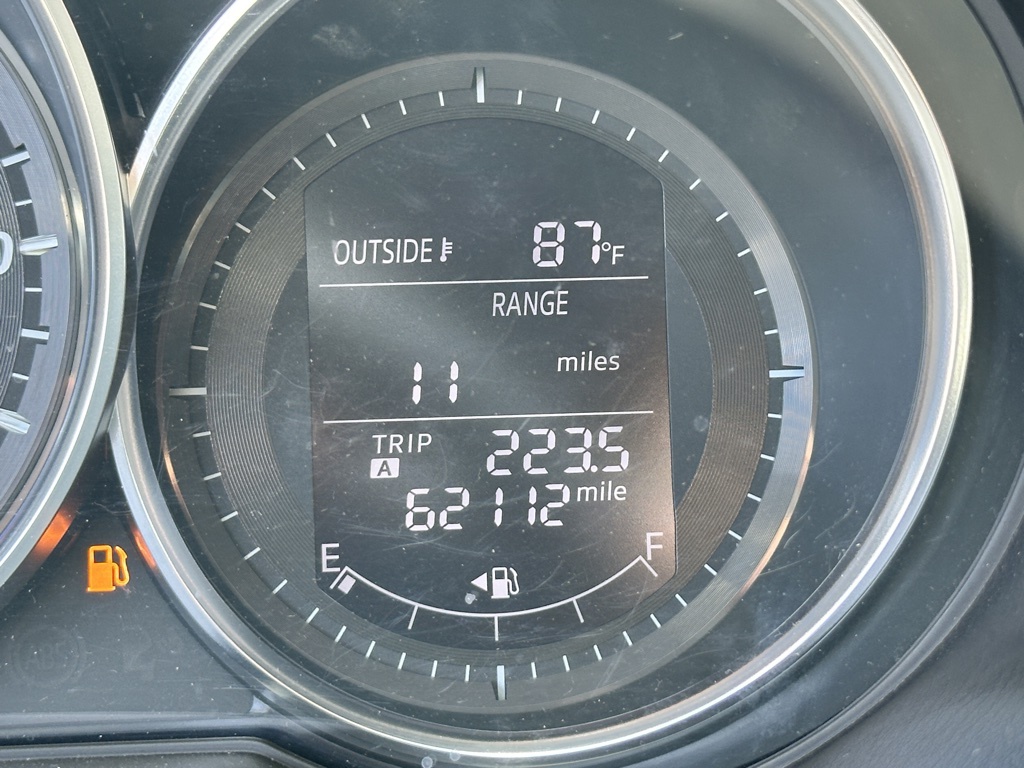 OUTSIDE 87°F
RANGE
miles
11
TRIP
A 223.5
62112 mile
E F